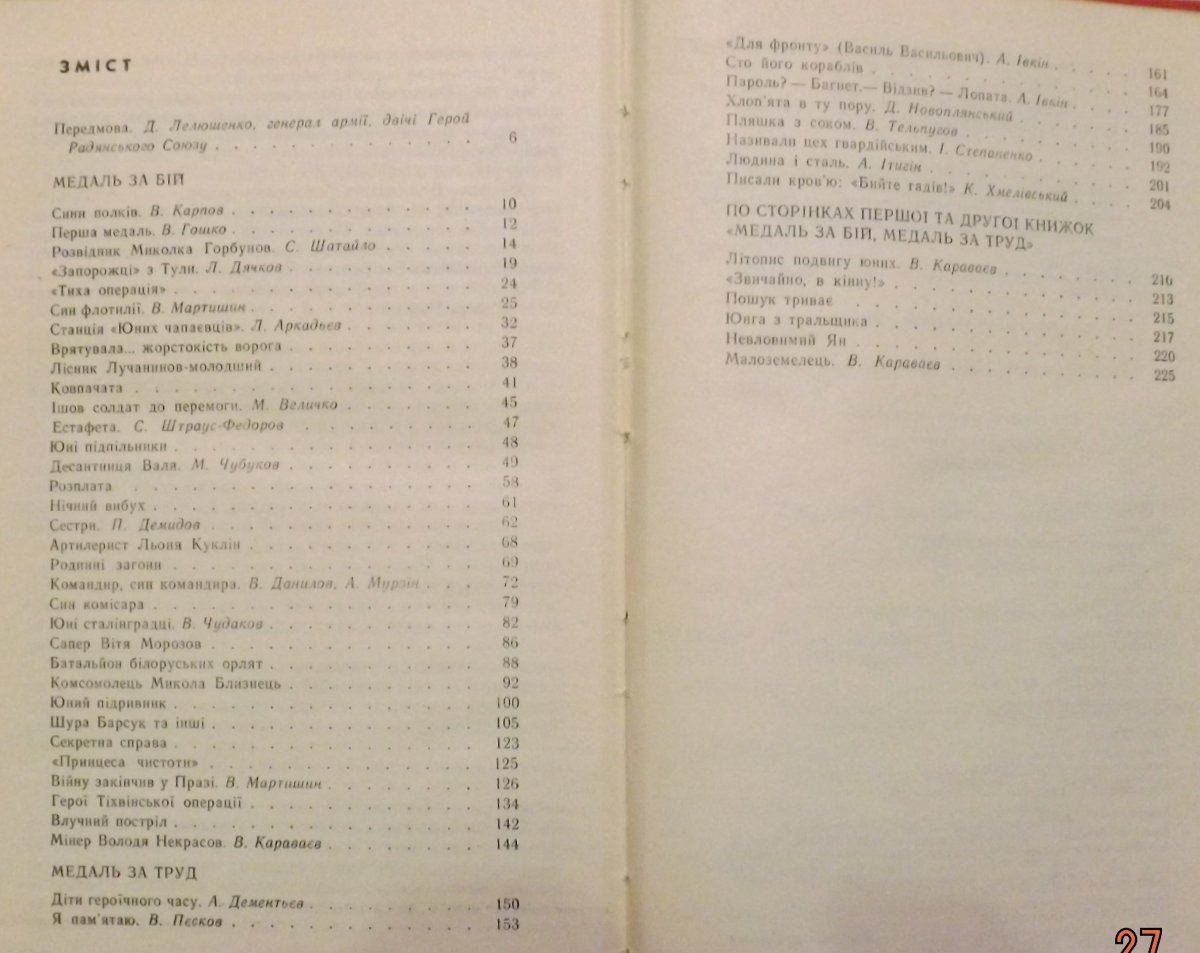 ЗМІСТ
Передмова. Д. Лелюшенко, генерал армії, двічі Герой
Радянського Союзу . . . . . . . . . . . . . 6
МЕДАЛЬ ЗА БІЙ
Сини полків. В. Карпов . . . . . . . . . . . . . 10
Перша медаль. В. Гошко . . . . . . . . . . . . . 12
Розвідник Миколка Горбунов. С. Шатайло . . . . . 14
«Запорожці» з Тули. Л. Дячков . . . . . . . . . . 19
«Тиха операція» . . . . . . . . . . . . . . . . 24
Син флотилії. В. Мартишин . . . . . . . . . . . . 25
Станція «Юних чапаєвців». Л. Аркадьєв . . . . . . . 32
Врятувала... жорстокість ворога . . . . . . . . . . 37
Лісник Лучанинов-молодший . . . . . . . . . . . 38
Ковпачата . . . . . . . . . . . . . . . . . . 41
Ішов солдат до перемоги. М. Величко . . . . . . . 45
Естафета. С. Штраус-Федоров . . . . . . . . . 47
Юні підпільники . . . . . . . . . . . . . . . . 48
Десантниця Валя. М. Чубуков . . . . . . . . . . 49
Розплата . . . . . . . . . . . . . . . . . . 58
Нічний вибух . . . . . . . . . . . . . . . . . 61
Сестри. П. Демидов . . . . . . . . . . . . . . 62
Артилерист Льоня Куклін . . . . . . . . . . . . 68
Родинні загони . . . . . . . . . . . . . . . . 69
Командир, син командира. В. Данилов, А. Мурзін . . . 72
Син комісара . . . . . . . . . . . . . . . . . 79
Юні сталінградці. В. Чудаков . . . . . . . . . . . 82
Сапер Вітя Морозов . . . . . . . . . . . . . . 86
Батальйон білоруських орлят . . . . . . . . . . . 88
Комсомолець Микола Близнець . . . . . . . . . . 92
Юний підривник . . . . . . . . . . . . . . . . 100
Шура Барсук та інші . . . . . . . . . . . . . . 105
Секретна справа . . . . . . . . . . . . . . . . 123
«Принцеса чистоти» . . . . . . . . . . . . . . 125
Війну закінчив у Празі. В. Мартишин . . . . . . . . 126
Герої Тіхвінської операції . . . . . . . . . . . . 134
Влучний постріл . . . . . . . . . . . . . . . . 142
Мінер Володя Некрасов. В. Караваєв . . . . . . . . 144
МЕДАЛЬ ЗА ТРУД
Діти героїчного часу. А. Дементьєв . . . . . . . . . 150
Я пам'ятаю. В. Пєсков . . . . . . . . . . . . . 153
«Для фронту» (Василь Васильович). А. Івкін . . . . . 161
Сто його кораблів . . . . . . . . . . . . . . . 164
Пароль? — Багнет.— Відзив? — Лопата. А. Івкін . . . . 177
Хлоп'ята в ту пору. Д. Новоплянський . . . . . . . 185
Пляшка з соком. В. Тельпугов . . . . . . . . . . 190
Називали цех гвардійським. І. Степаненко . . . . . . 192
Людина і сталь. А. Ітигін . . . . . . . . . . . . 201
Писали кров'ю: «Бийте гадів!» К. Хмелівський . . . . . 204
ПО СТОРІНКАХ ПЕРШОЇ ТА ДРУГОЇ КНИЖОК
«МЕДАЛЬ ЗА БІЙ, МЕДАЛЬ ЗА ТРУД»
Літопис подвигу юних. В. Караваєв . . . . . . . . 210
«Звичайно, в кінну!» . . . . . . . . . . . . . . 213
Пошук триває . . . . . . . . . . . . . . . . 215
Юнга з тральщика . . . . . . . . . . . . . . . 217
Невловимий Ян . . . . . . . . . . . . . . . . 220
Малоземелець. В. Караваєв . . . . . . . . . . . 225
27